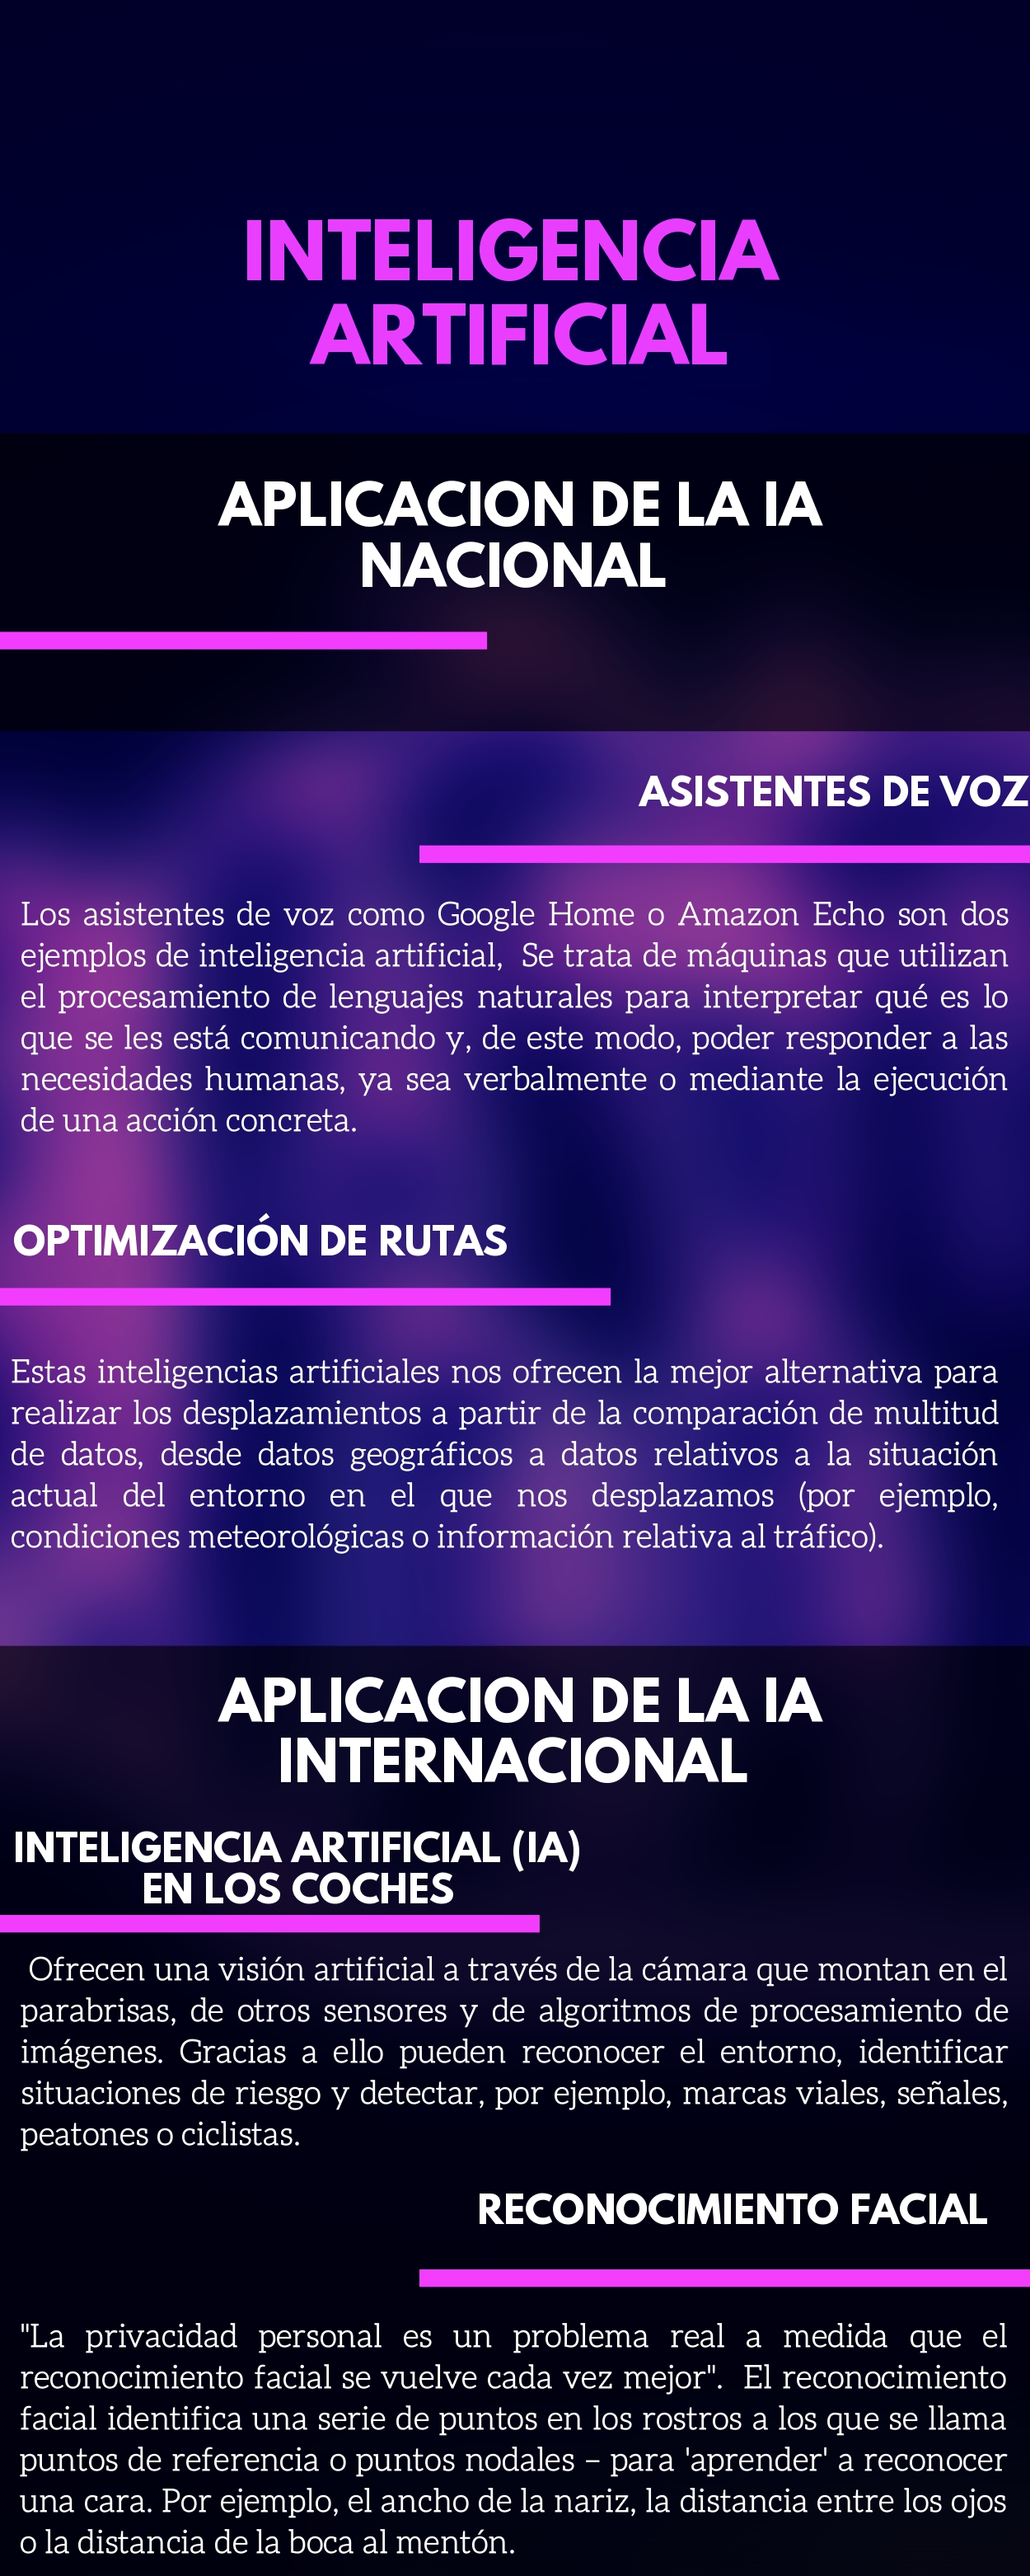 INTELIGENCIA
ARTIFICIAL
APLICACION DE LA IA
NACIONAL
ASISTENTES DE VOZ
Los asistentes de voz como Google Home o Amazon Echo son dos
ejemplos de inteligencia artificial, Se trata de máquinas que utilizan
el procesamiento de lenguajes naturales para interpretar qué es lo
que se les está comunicando y, de este modo, poder responder a las
necesidades humanas, ya sea verbalmente o mediante la ejecución
de una acción concreta.
OPTIMIZACIÓN DE RUTAS
Estas inteligencias artificiales nos ofrecen la mejor alternativa para
realizar los desplazamientos a partir de la comparación de multitud
de datos, desde datos geográficos a datos relativos a la situación
actual del entorno en el que nos desplazamos (por ejemplo,
condiciones meteorológicas o información relativa al tráfico).
APLICACION DE LA IA
INTERNACIONAL
INTELIGENCIA ARTIFICIAL (IA)
EN LOS COCHES
Ofrecen una visión artificial a través de la cámara que montan en el
parabrisas, de otros sensores y de algoritmos de procesamiento de
imágenes. Gracias a ello pueden reconocer el entorno, identificar
situaciones de riesgo y detectar, por ejemplo, marcas viales, señales,
peatones o ciclistas.
RECONOCIMIENTO FACIAL
"La privacidad personal es un problema real a medida que el
reconocimiento facial se vuelve cada vez mejor". El reconocimiento
facial identifica una serie de puntos en los rostros a los que se llama
puntos de referencia o puntos nodales – para 'aprender' a reconocer
una cara. Por ejemplo, el ancho de la nariz, la distancia entre los ojos
o la distancia de la boca al mentón.